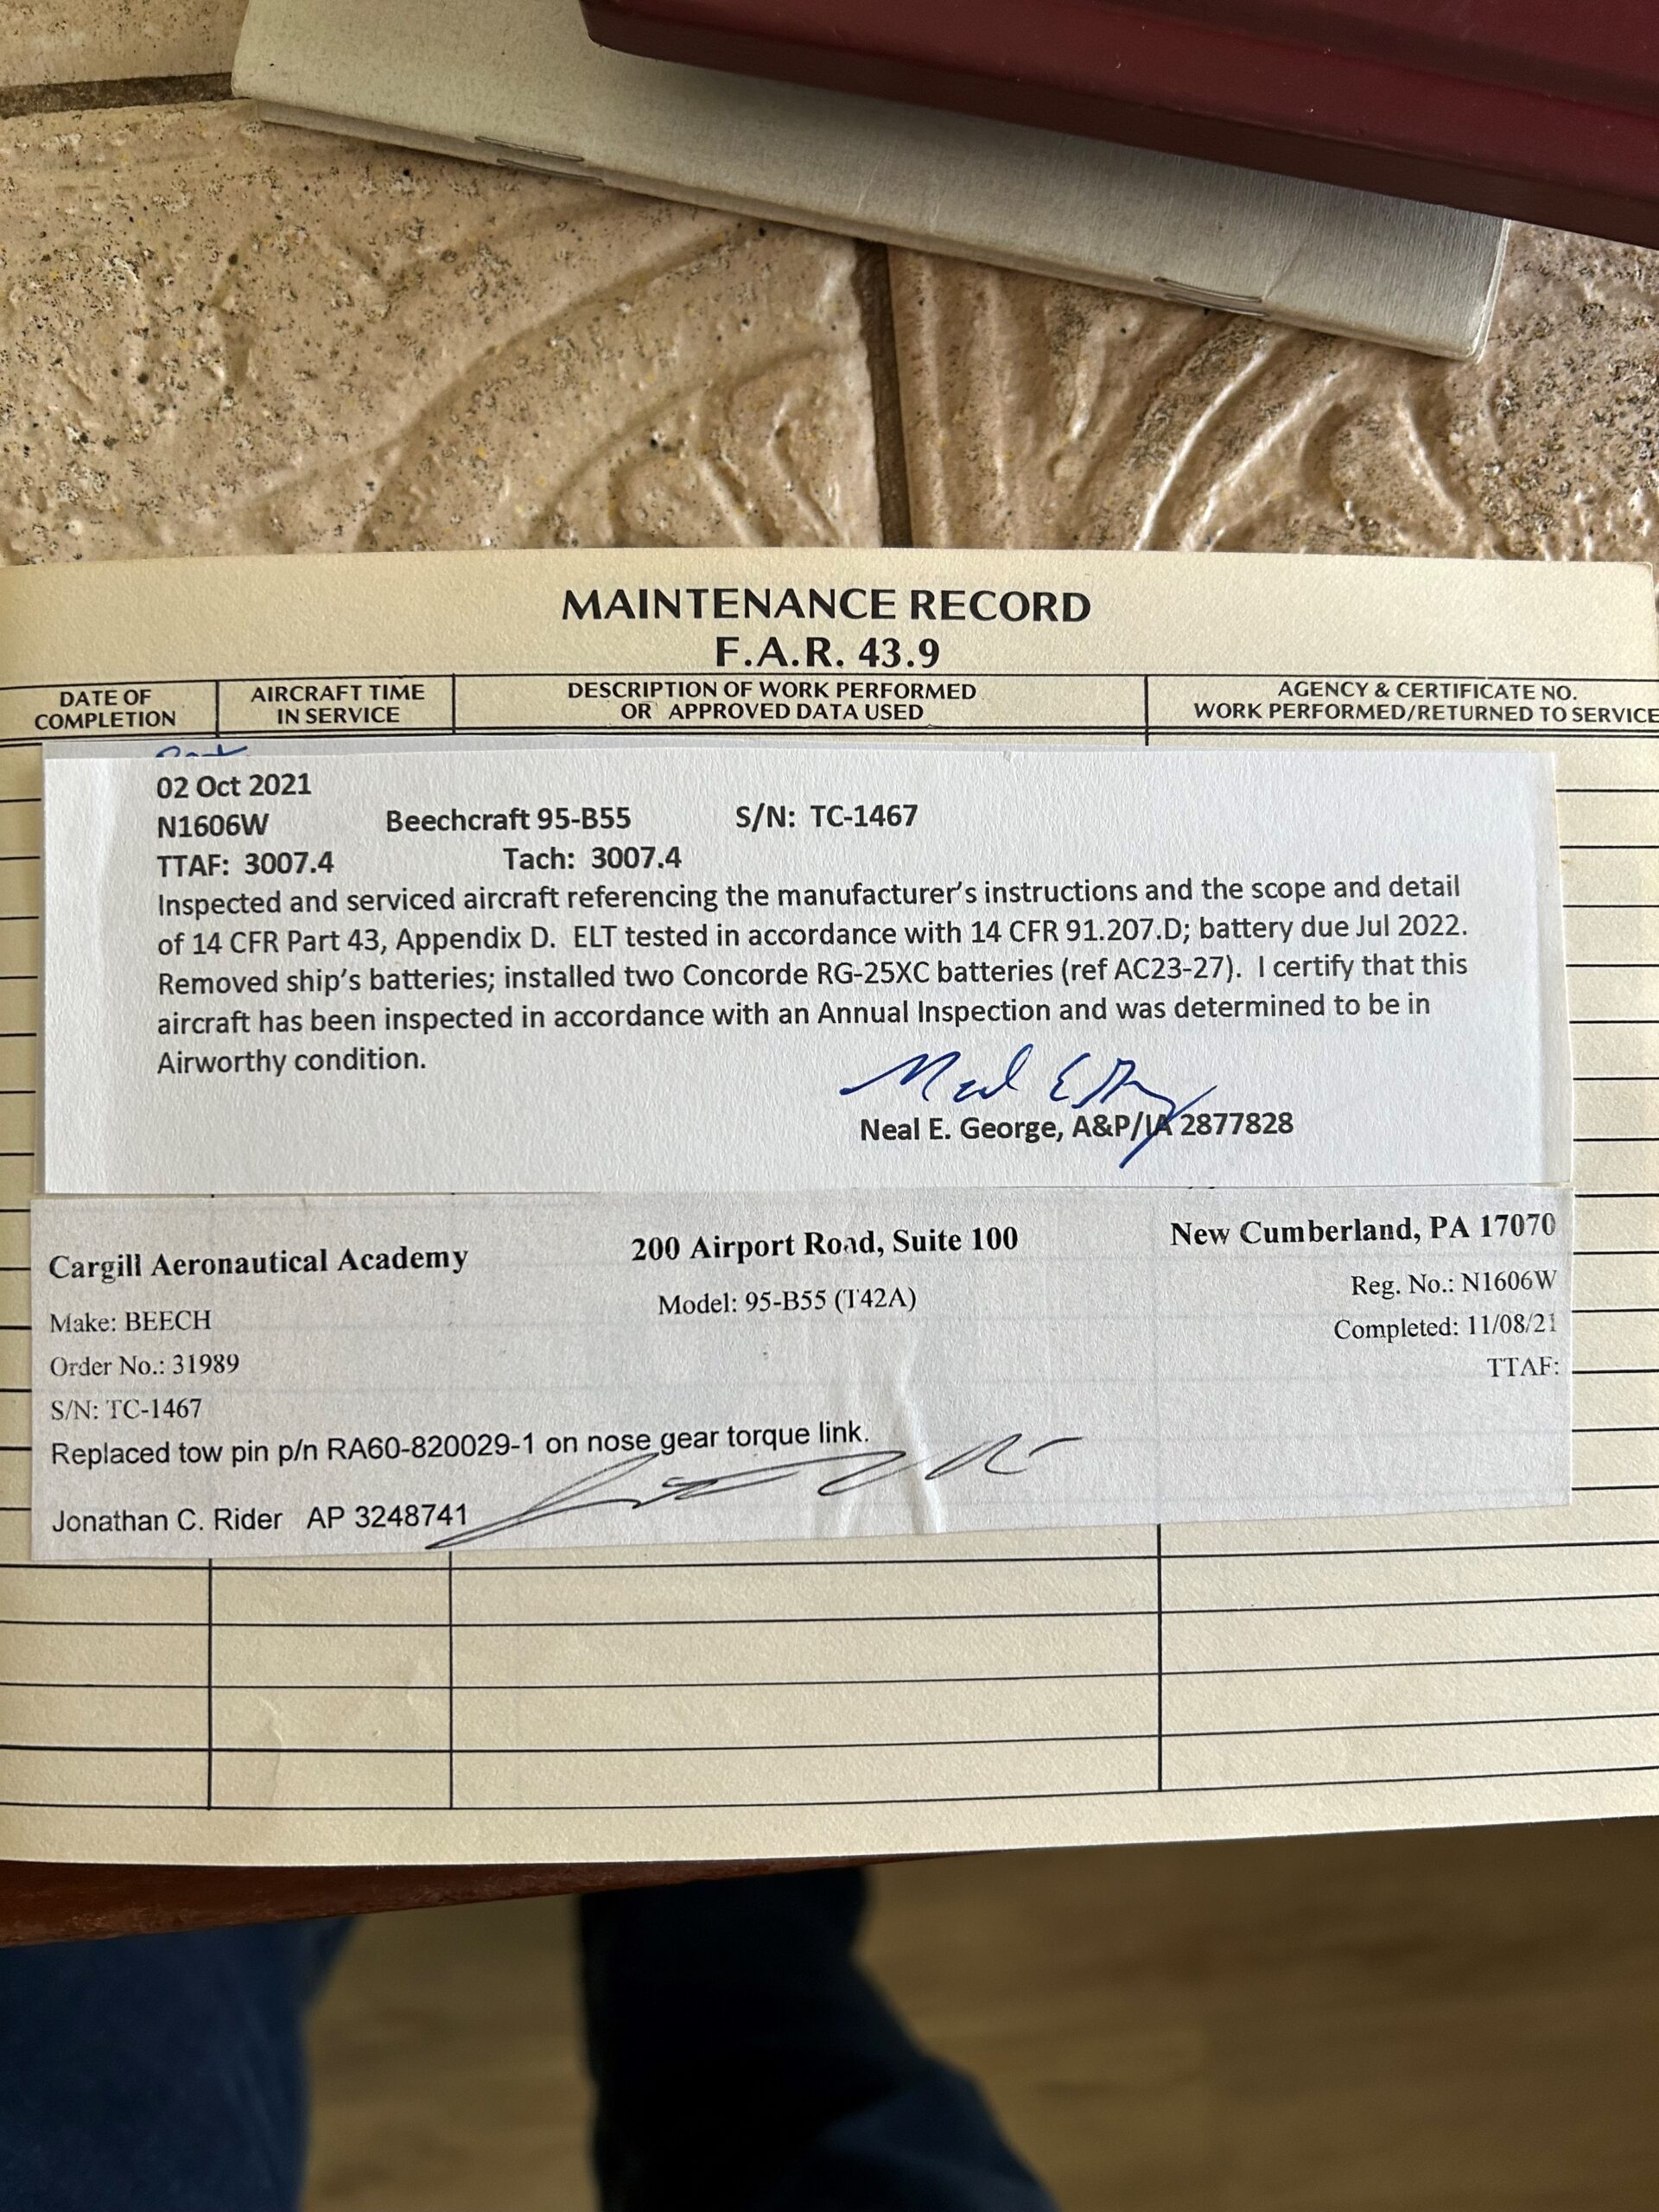 MAINTENANCE RECORD
F.A.R. 43.9
DATE OF COMPLETION
AIRCRAFT TIME IN SERVICE
DESCRIPTION OF WORK PERFORMED OR APPROVED DATA USED
AGENCY & CERTIFICATE NO. WORK PERFORMED/RETURNED TO SERVICE
02 Oct 2021
N1606W Beechcraft 95-B55 S/N: TC-1467
TTAF: 3007.4 Tach: 3007.4
Inspected and serviced aircraft referencing the manufacturer's instructions and the scope and detail
of 14 CFR Part 43, Appendix D. ELT tested in accordance with 14 CFR 91.207.D; battery due Jul 2022.
Removed ship's batteries; installed two Concorde RG-25XC batteries (ref AC23-27). I certify that this
aircraft has been inspected in accordance with an Annual Inspection and was determined to be in
Airworthy condition.
Neal E. George, A&P/IA 2877828
Cargill Aeronautical Academy 200 Airport Road, Suite 100 New Cumberland, PA 17070
Make: BEECH Model: 95-B55 (T42A) Reg. No.: N1606W
Order No.: 31989 Completed: 11/08/21
S/N: TC-1467 TTAF:
Replaced tow pin p/n RA60-820029-1 on nose gear torque link.
Jonathan C. Rider AP 3248741